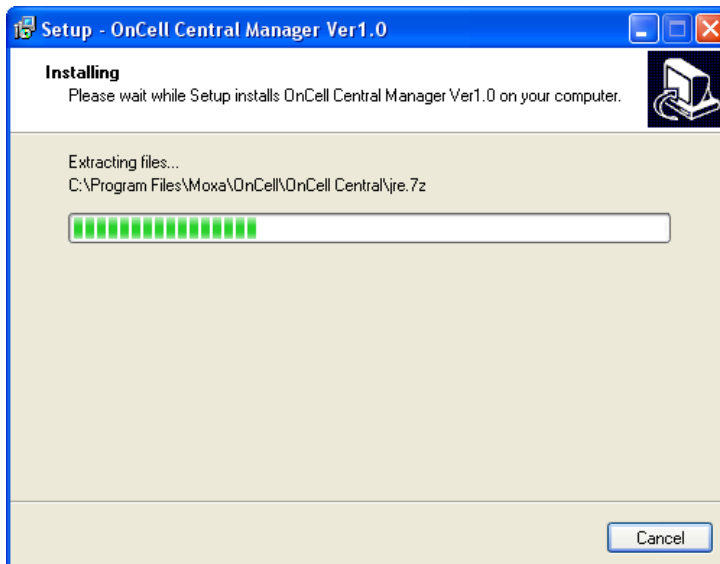 Setup - OnCell Central Manager Ver1.0
Installing
Please wait while Setup installs OnCell Central Manager Ver1.0 on your computer.
Extracting files...
C:\Program Files\Moxa\OnCell\OnCell Central\jre.7z
Cancel